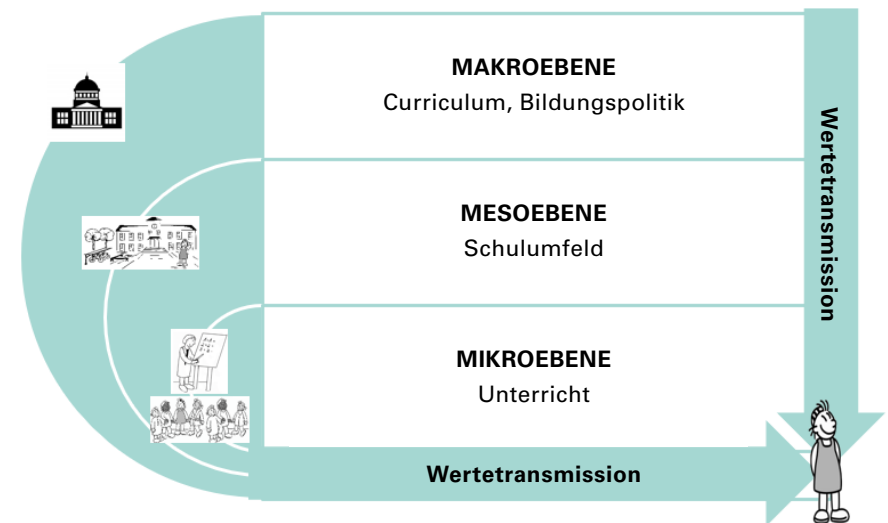 MAKROEBENE
Curriculum, Bildungspolitik
Wertetransmission
MESOEBENE
Schulumfeld
MIKROEBENE
Unterricht
Wertetransmission